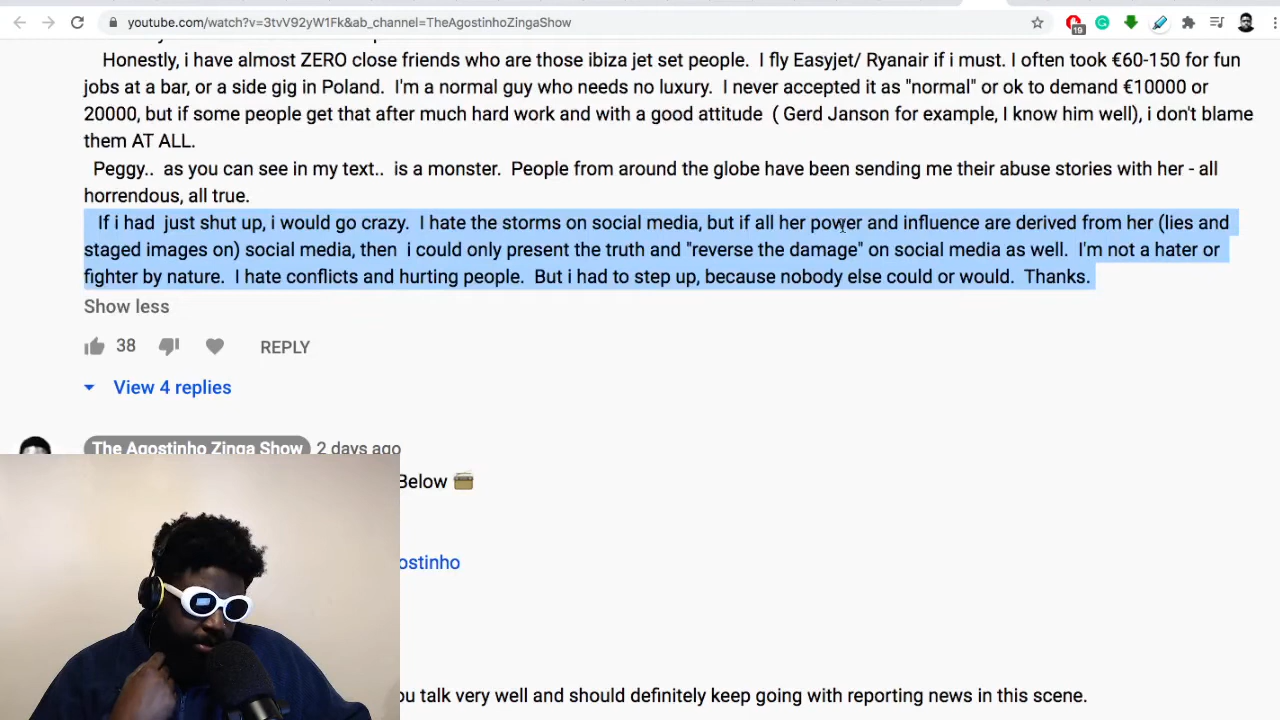 youtube.com/watch?v=3tvV92yW1Fk&ab_channel=TheAgostinhoZingaShow
19
Honestly, i have almost ZERO close friends who are those ibiza jet set people. I fly Easyjet/ Ryanair if i must. I often took €60-150 for fun
jobs at a bar, or a side gig in Poland. I'm a normal guy who needs no luxury. I never accepted it as "normal" or ok to demand €10000 or
20000, but if some people get that after much hard work and with a good attitude ( Gerd Janson for example, I know him well), i don't blame
them AT ALL.
Peggy.. as you can see in my text.. is a monster. People from around the globe have been sending me their abuse stories with her - all
horrendous, all true.
If i had just shut up, i would go crazy. I hate the storms on social media, but if all her power and influence are derived from her (lies and
staged images on) social media, then i could only present the truth and "reverse the damage" on social media as well. I'm not a hater or
fighter by nature. I hate conflicts and hurting people. But i had to step up, because nobody else could or would. Thanks.
Show less
38 REPLY
View 4 replies
The Agostinho Zinga Show 2 days ago
Below
ostinho
ou talk very well and should definitely keep going with reporting news in this scene.